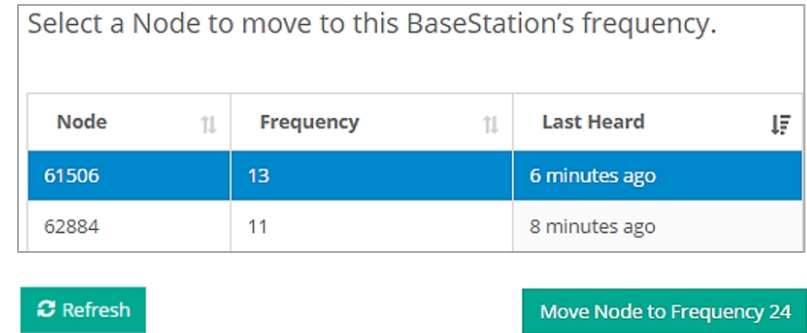 Select a Node to move to this BaseStation’s frequency.
Node Frequency Last Heard
61506 13 6 minutes ago
62884 11 8 minutes ago
Refresh Move Node to Frequency 24